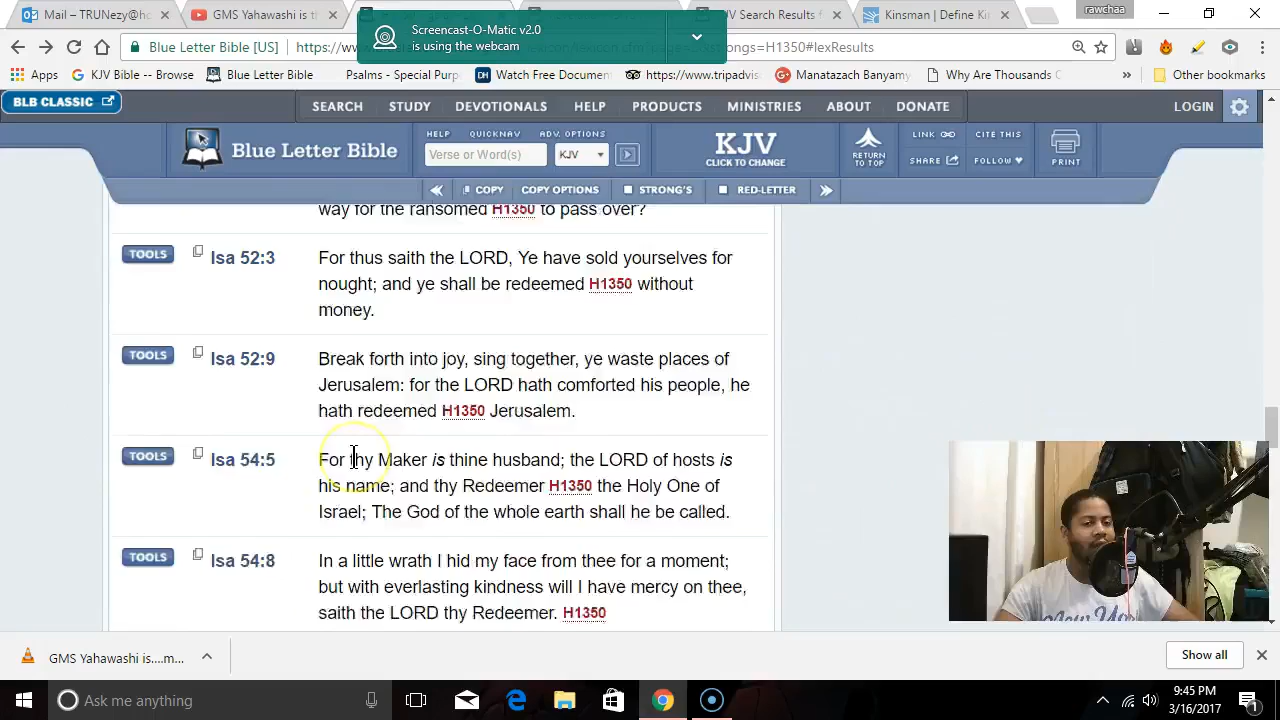 Mail – TRUNezy@h
GMS Yahawashi is t
V Search Results f
Kinsman | Define K
rawchaa
Screencast-O-Matic v2.0
is using the webcam
Blue Letter Bible [US]
https://ww
strongs=H1350#lexResults
Apps
KJV Bible -- Browse
Blue Letter Bible
Psalms - Special Purp
Watch Free Documen
https://www.tripadvis
Manatazach Banyamy
Why Are Thousands
»
Other bookmarks
BLB CLASSIC
SEARCH
STUDY
DEVOTIONALS
HELP
PRODUCTS
MINISTRIES
ABOUT
DONATE
LOGIN
Blue Letter Bible
HELP
QUICKNAV
ADV. OPTIONS
Verse or Word(s)
KJV
KJV
CLICK TO CHANGE
RETURN
TO TOP
LINK
CITE THIS
SHARE
FOLLOW
PRINT
COPY
COPY OPTIONS
STRONG'S
RED-LETTER
way for the ransomed H1350 to pass over?
TOOLS
Isa 52:3
For thus saith the LORD, Ye have sold yourselves for
nought; and ye shall be redeemed H1350 without
money.
TOOLS
Isa 52:9
Break forth into joy, sing together, ye waste places of
Jerusalem: for the LORD hath comforted his people, he
hath redeemed H1350 Jerusalem.
TOOLS
Isa 54:5
For thy Maker is thine husband; the LORD of hosts is
his name; and thy Redeemer H1350 the Holy One of
Israel; The God of the whole earth shall he be called.
TOOLS
Isa 54:8
In a little wrath I hid my face from thee for a moment;
but with everlasting kindness will I have mercy on thee,
saith the LORD thy Redeemer. H1350
New York
GMS Yahawashi is....m...
Show all
Ask me anything
9:45 PM
3/16/2017
1